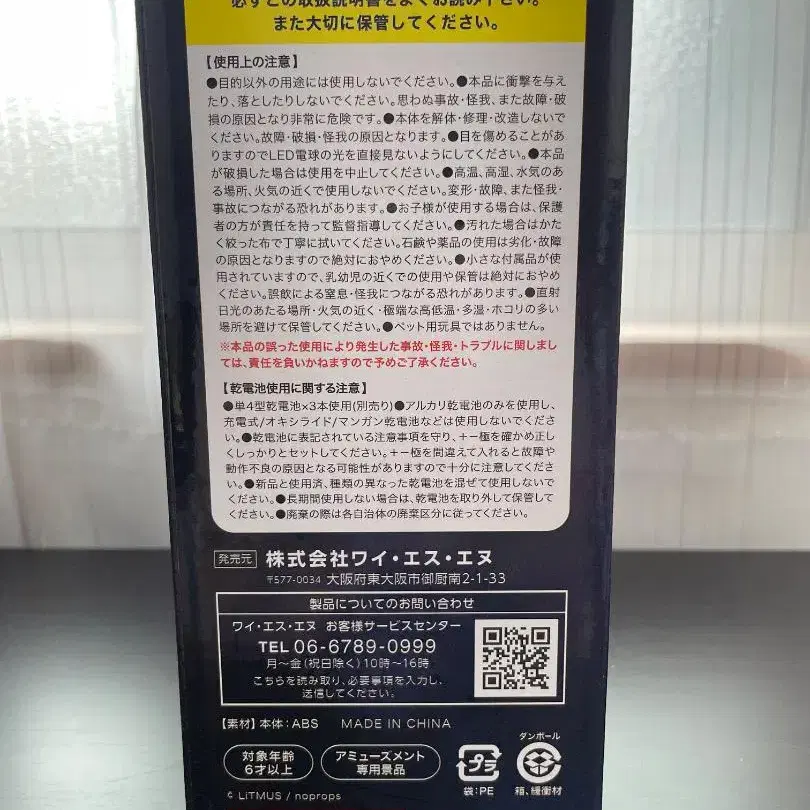 必ずこの取扱説明書をよくお読み下さい。
また大切に保管してください。
【使用上の注意】
●目的以外の用途には使用しないでください。●本品に衝撃を与え
たり、落としたりしないでください。思わぬ事故・怪我、また故障・破
損の原因となり非常に危険です。●本体を解体・修理・改造しないで
ください。故障・破損・怪我の原因となります。●目を傷めることがあ
りますのでLED電球の光を直接見ないようにしてください。●本品
が破損した場合は使用を中止してください。●高温、高湿、水気のあ
る場所、火気の近くで使用しないでください。変形・故障、また怪我・
事故につながる恐れがあります。●お子様が使用する場合は、保護
者の方が責任を持って監督指導してください。●汚れた場合はかた
く絞った布で丁寧に拭いてください。石鹸や薬品の使用は劣化・故障
の原因となりますので絶対におやめください。●小さな付属品が使
用されていますので、乳幼児の近くでの使用や保管は絶対におやめ
ください。誤飲による窒息・怪我につながる恐れがあります。●直射
日光のあたる場所・火気の近く・極端な高低温・多湿・ホコリの多い
場所を避けて保管してください。●ペット用玩具ではありません。
※本品の誤った使用により発生した事故・怪我・トラブルに関しまし
ては、責任を負いかねますので予めご了承ください。
【乾電池使用に関する注意】
●単4型乾電池×3本使用(別売り)●アルカリ乾電池のみを使用し、
充電式/オキシライド/マンガン乾電池などは使用しないでくださ
い。●乾電池に表記されている注意事項を守り、+-極を確かめ正し
くしっかりとセットしてください。+-極を間違えて入れると故障や
動作不良の原因となる可能性がありますので十分に注意してくださ
い。●新品と使用済、種類の異なった乾電池を混ぜて使用しないで
ください。●長期間使用しない場合は、乾電池を取り外して保管して
ください。●廃棄の際は各自治体の廃棄区分に従ってください。
発売元 株式会社ワイ・エス・エヌ
〒577-0034 大阪府東大阪市御厨南2-1-33
製品についてのお問い合わせ
ワイ・エス・エヌ お客様サービスセンター
TEL 06-6789-0999
月～金(祝日除く)10時～16時
こちらを読み取り、必要事項を入力し、
送信してください。
【素材】本体：ABS MADE IN CHINA
対象年齢
6才以上
アミューズメント
専用景品
プラ
袋：PE
ダンボール
箱、緩衝材
© LiTMUS / noprops